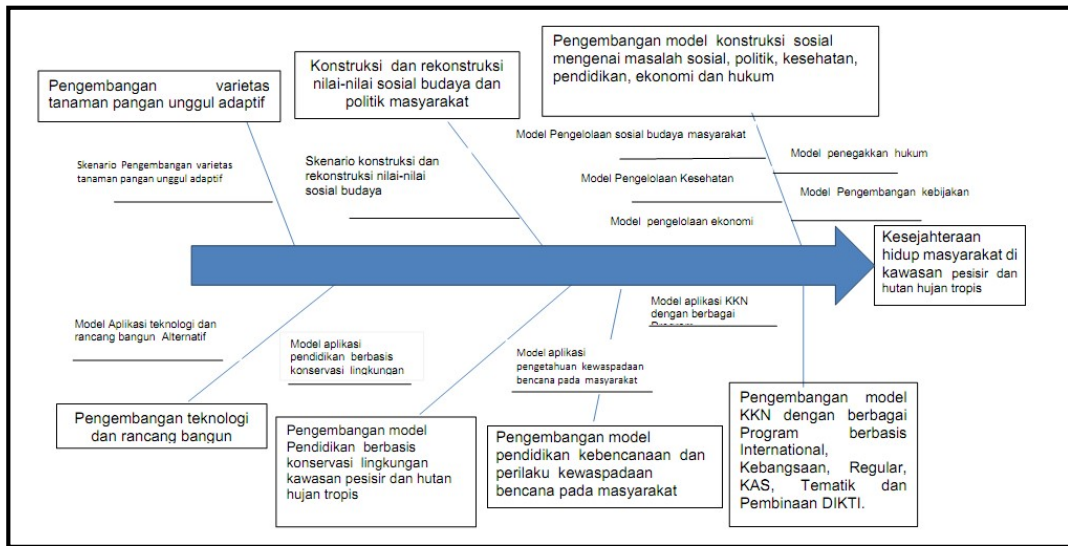 Pengembangan varietas
tanaman pangan unggul adaptif
Konstruksi dan rekonstruksi
nilai-nilai sosial budaya dan
politik masyarakat
Pengembangan model konstruksi sosial
mengenai masalah sosial, politik, kesehatan,
pendidikan, ekonomi dan hukum
Skenario Pengembangan varietas
tanaman pangan unggul adaptif
Skenario konstruksi dan
rekonstruksi nilai-nilai
sosial budaya
Model Pengelolaan sosial budaya masyarakat
Model penegakkan hukum
Model Pengelolaan Kesehatan
Model Pengembangan kebijakan
Model pengelolaan ekonomi
Kesejahteraan
hidup masyarakat di
kawasan pesisir dan
hutan hujan tropis
Model Aplikasi teknologi dan
rancang bangun Alternatif
Model aplikasi
pendidikan berbasis
konservasi lingkungan
Model aplikasi
pengetahuan kewaspadaan
bencana pada masyarakat
Model aplikasi KKN
dengan berbagai
Program
Pengembangan teknologi
dan rancang bangun
Pengembangan model
Pendidikan berbasis
konservasi lingkungan
kawasan pesisir dan hutan
hujan tropis
Pengembangan model
pendidikan kebencanaan dan
perilaku kewaspadaan
bencana pada masyarakat
Pengembangan model
KKN dengan berbagai
Program berbasis
International,
Kebangsaan, Regular,
KAS, Tematik dan
Pembinaan DIKTI.